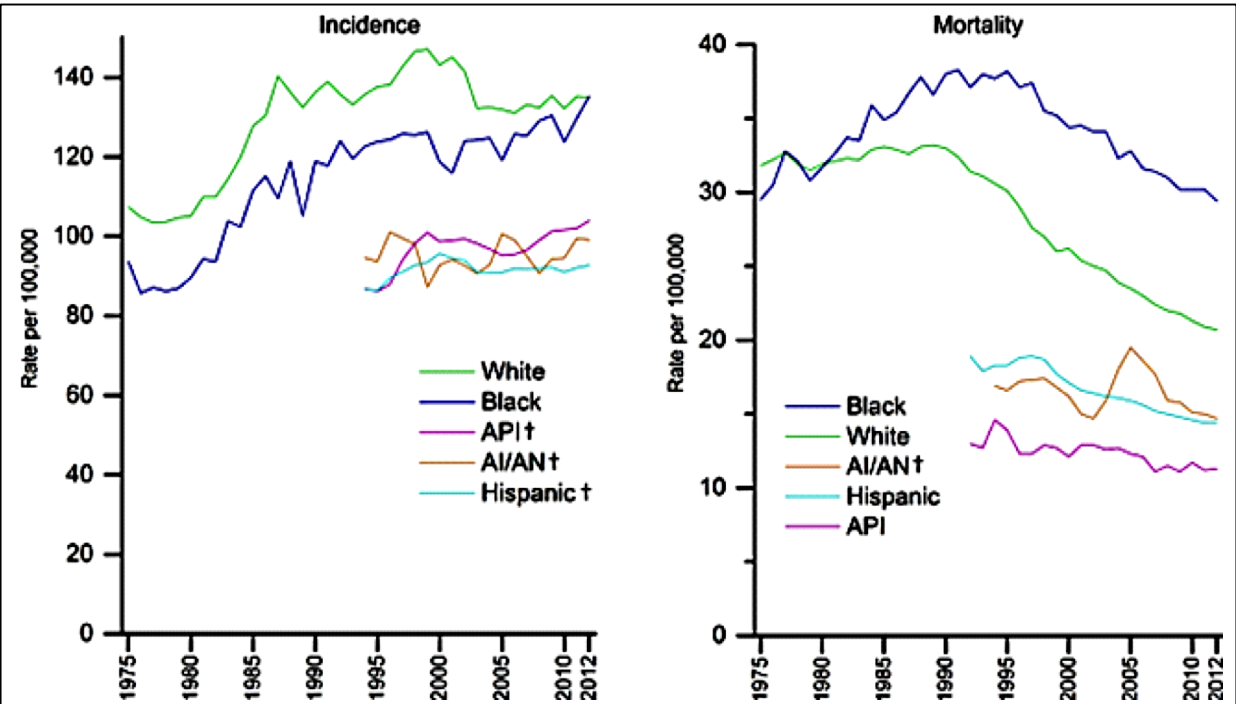 Incidence
Rate per 100,000
140
120
100
80
60
40
20
0
White
Black
API†
AI/AN†
Hispanic†
1975
1980
1985
1990
1995
2000
2005
2010
2012
Mortality
Rate per 100,000
40
30
20
10
0
Black
White
AI/AN†
Hispanic
API
1975
1980
1985
1990
1995
2000
2005
2010
2012